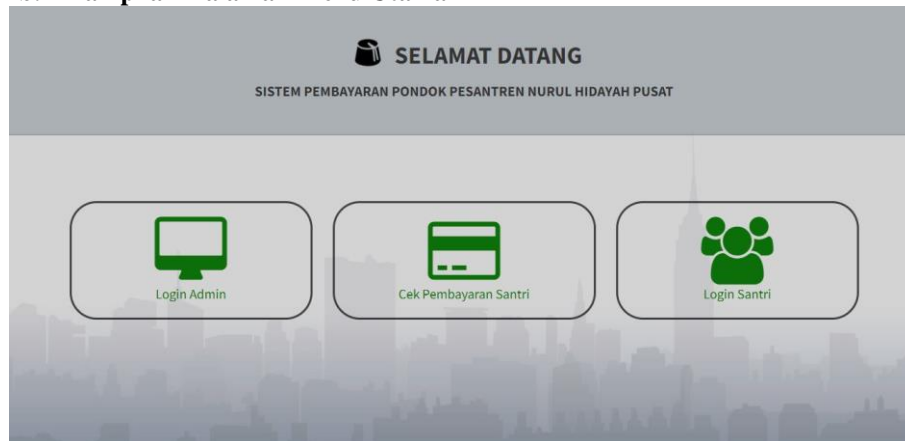 SELAMAT DATANG
SISTEM PEMBAYARAN PONDOK PESANTREN NURUL HIDAYAH PUSAT
Login Admin
Cek Pembayaran Santri
Login Santri